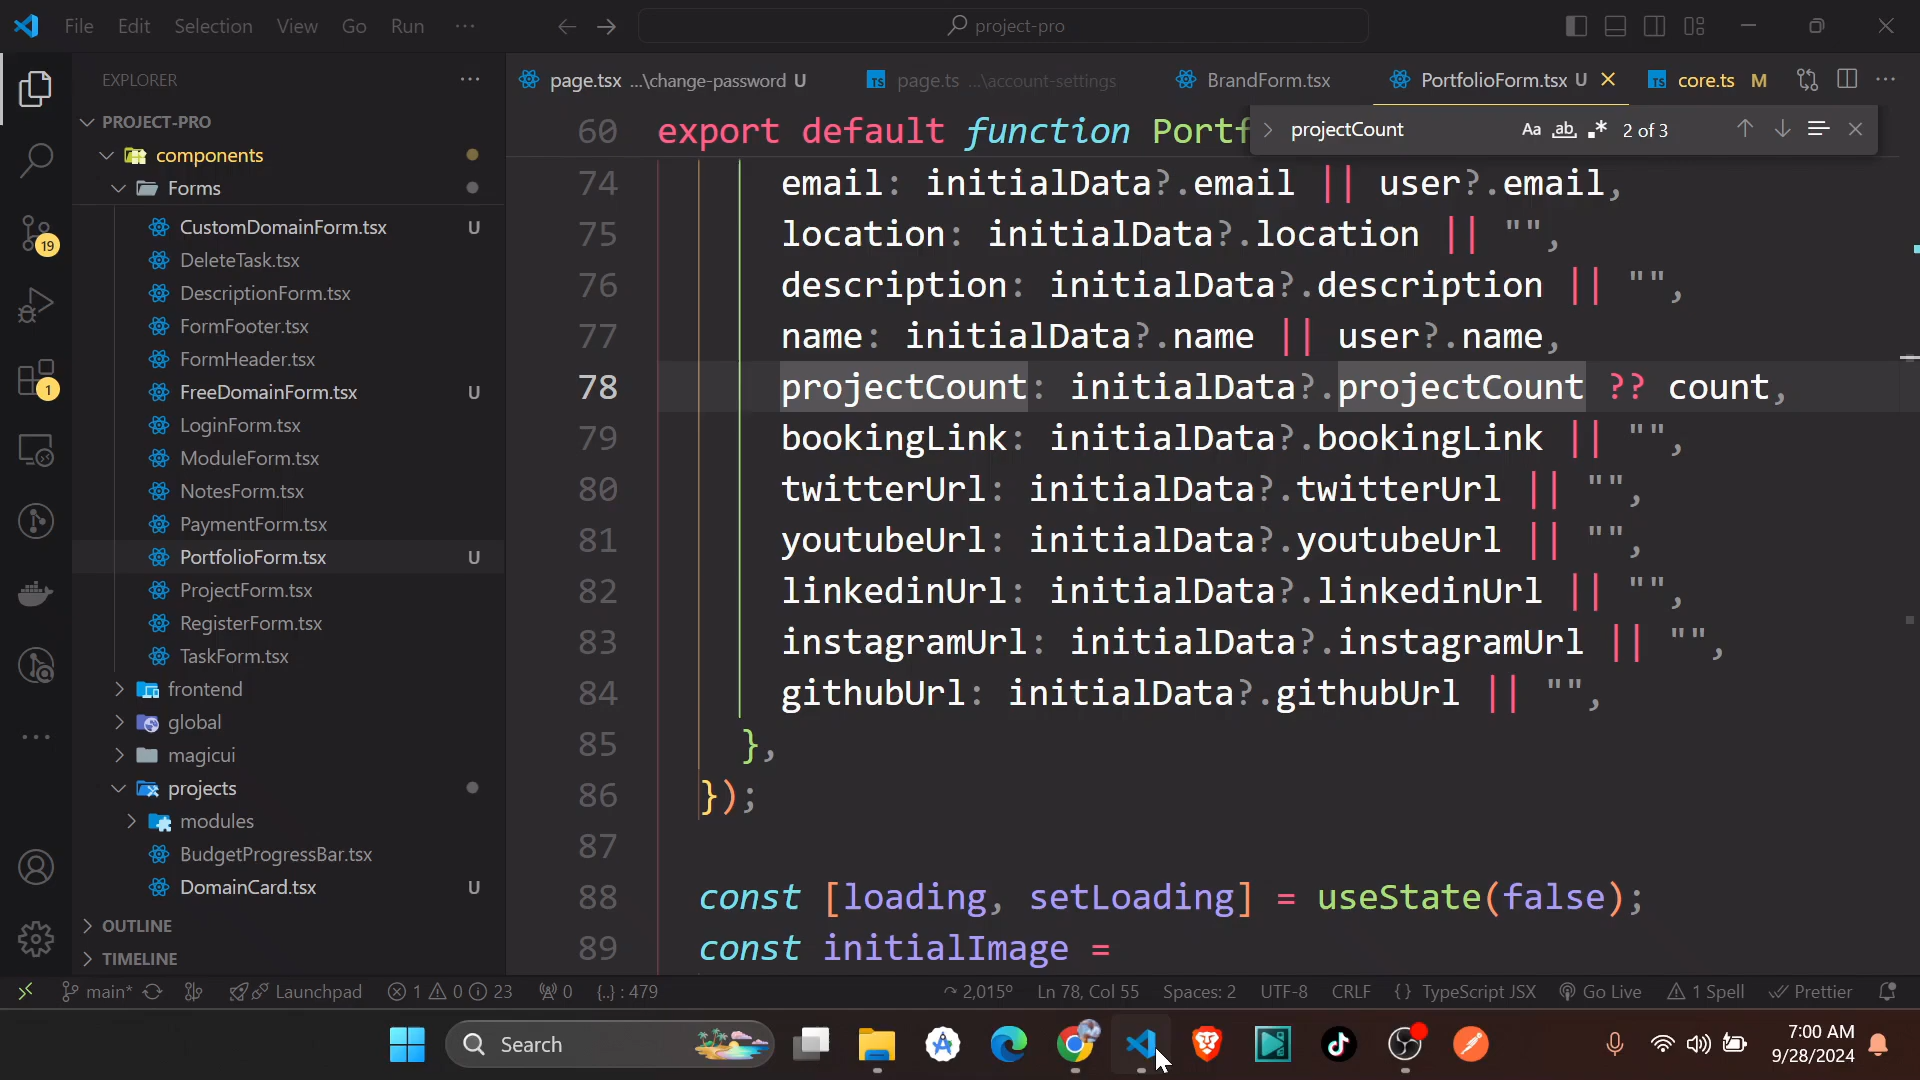 File Edit Selection View Go Run ... project-pro
EXPLORER ...
page.tsx ...\change-password U
page.ts ...\account-settings
BrandForm.tsx
PortfolioForm.tsx U
core.ts M
projectCount Aa ab .* 2 of 3
PROJECT-PRO
components
Forms
CustomDomainForm.tsx U
DeleteTask.tsx
DescriptionForm.tsx
FormFooter.tsx
FormHeader.tsx
FreeDomainForm.tsx U
LoginForm.tsx
ModuleForm.tsx
NotesForm.tsx
PaymentForm.tsx
PortfolioForm.tsx U
ProjectForm.tsx
RegisterForm.tsx
TaskForm.tsx
frontend
global
magicui
projects
modules
BudgetProgressBar.tsx
DomainCard.tsx U
OUTLINE
TIMELINE
19
1
60 export default function Portf
74 email: initialData?.email || user?.email,
75 location: initialData?.location || "",
76 description: initialData?.description || "",
77 name: initialData?.name || user?.name,
78 projectCount: initialData?.projectCount ?? count,
79 bookingLink: initialData?.bookingLink || "",
80 twitterUrl: initialData?.twitterUrl || "",
81 youtubeUrl: initialData?.youtubeUrl || "",
82 linkedinUrl: initialData?.linkedinUrl || "",
83 instagramUrl: initialData?.instagramUrl || "",
84 githubUrl: initialData?.githubUrl || "",
85 },
86 });
87
88 const [loading, setLoading] = useState(false);
89 const initialImage =
main* Launchpad 1 0 23 0 {..} : 479 2,015° Ln 78, Col 55 Spaces: 2 UTF-8 CRLF {} TypeScript JSX Go Live 1 Spell Prettier
Search
7:00 AM
9/28/2024